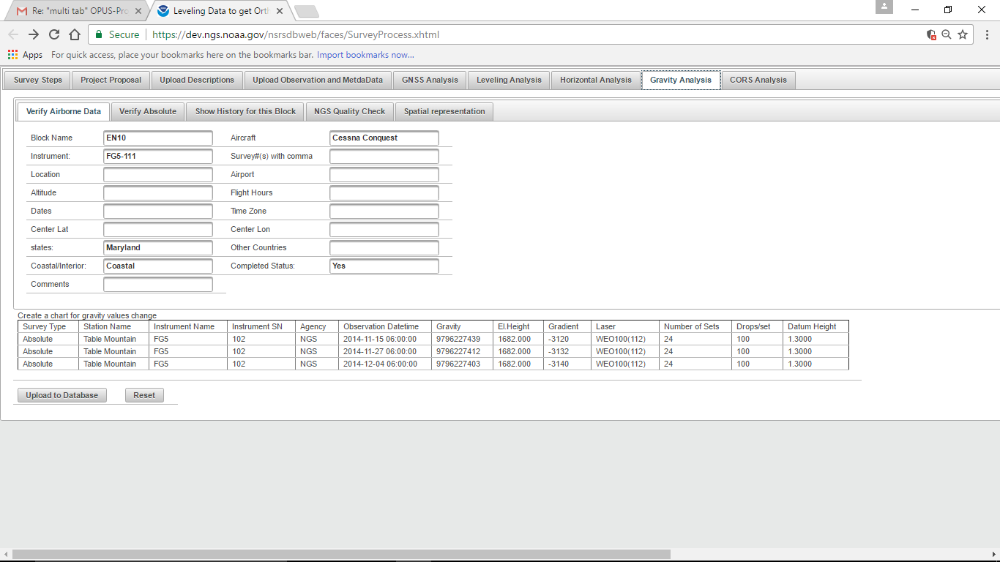 Re: "multi tab" OPUS-Pro
Leveling Data to get Orth
Secure https://dev.ngs.noaa.gov/nsrsdbweb/faces/SurveyProcess.xhtml
Apps For quick access, place your bookmarks here on the bookmarks bar. Import bookmarks now...
Survey Steps Project Proposal Upload Descriptions Upload Observation and MetdaData GNSS Analysis Leveling Analysis Horizontal Analysis Gravity Analysis CORS Analysis
Verify Airborne Data Verify Absolute Show History for this Block NGS Quality Check Spatial representation
Block Name EN10 Aircraft Cessna Conquest
Instrument: FG5-111 Survey#(s) with comma
Location Airport
Altitude Flight Hours
Dates Time Zone
Center Lat Center Lon
states: Maryland Other Countries
Coastal/Interior: Coastal Completed Status: Yes
Comments
Create a chart for gravity values change
Survey Type Station Name Instrument Name Instrument SN Agency Observation Datetime Gravity El.Height Gradient Laser Number of Sets Drops/set Datum Height
Absolute Table Mountain FG5 102 NGS 2014-11-15 06:00:00 9796227439 1682.000 -3120 WEO100(112) 24 100 1.3000
Absolute Table Mountain FG5 102 NGS 2014-11-27 06:00:00 9796227412 1682.000 -3132 WEO100(112) 24 100 1.3000
Absolute Table Mountain FG5 102 NGS 2014-12-04 06:00:00 9796227403 1682.000 -3140 WEO100(112) 24 100 1.3000
Upload to Database Reset